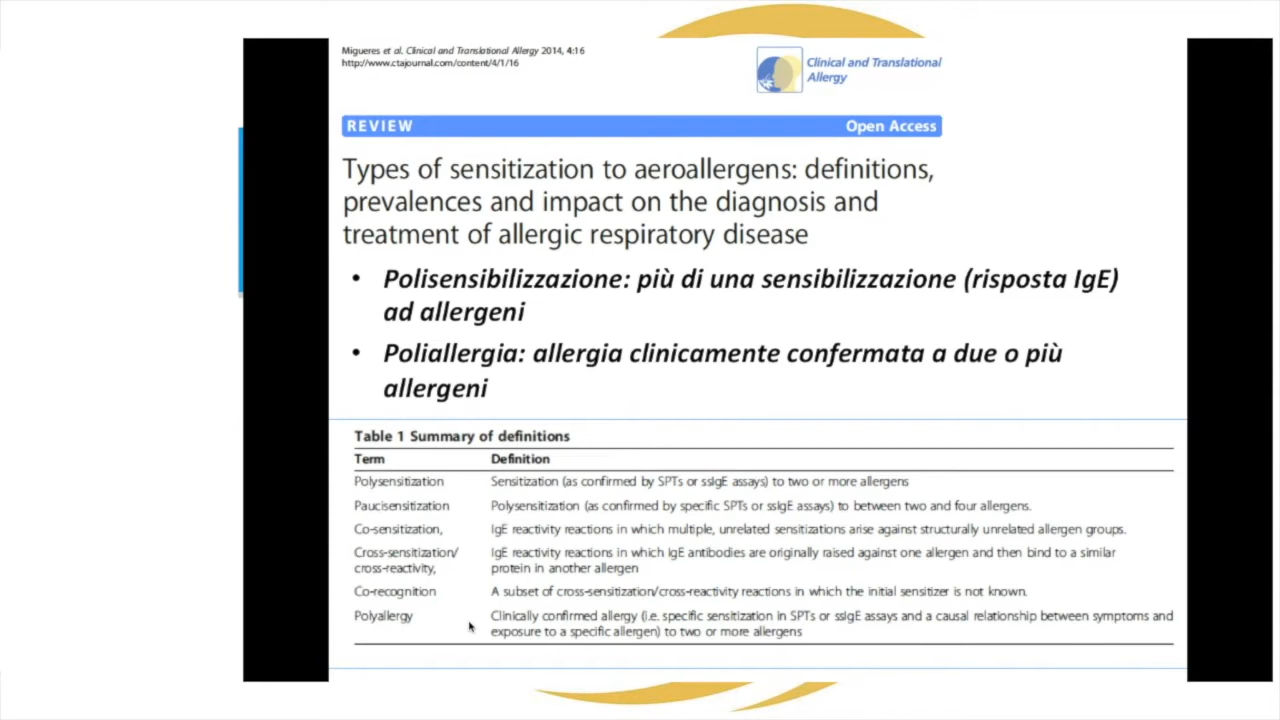 Migueres et al. Clinical and Translational Allergy 2014, 4:16
http://www.ctajournal.com/content/4/1/16
Clinical and Translational
Allergy
REVIEW Open Access
Types of sensitization to aeroallergens: definitions,
prevalences and impact on the diagnosis and
treatment of allergic respiratory disease
• Polisensibilizzazione: più di una sensibilizzazione (risposta IgE)
ad allergeni
• Poliallergia: allergia clinicamente confermata a due o più
allergeni
Table 1 Summary of definitions
Term Definition
Polysensitization Sensitization (as confirmed by SPTs or ssIgE assays) to two or more allergens
Paucisensitization Polysensitization (as confirmed by specific SPTs or ssIgE assays) to between two and four allergens.
Co-sensitization, IgE reactivity reactions in which multiple, unrelated sensitizations arise against structurally unrelated allergen groups.
Cross-sensitization/ IgE reactivity reactions in which IgE antibodies are originally raised against one allergen and then bind to a similar
cross-reactivity, protein in another allergen
Co-recognition A subset of cross-sensitization/cross-reactivity reactions in which the initial sensitizer is not known.
Polyallergy Clinically confirmed allergy (i.e. specific sensitization in SPTs or ssIgE assays and a causal relationship between symptoms and
exposure to a specific allergen) to two or more allergens